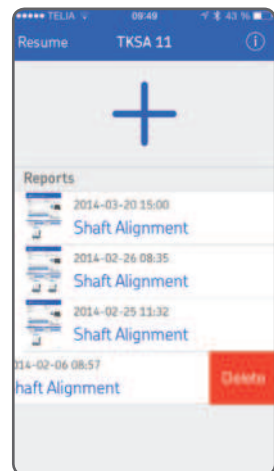 TELIA 09:49 43 %
Resume TKSA 11
Reports
2014-03-20 15:00
Shaft Alignment
2014-02-26 08:35
Shaft Alignment
2014-02-25 11:32
Shaft Alignment
014-02-06 08:57
haft Alignment Delete